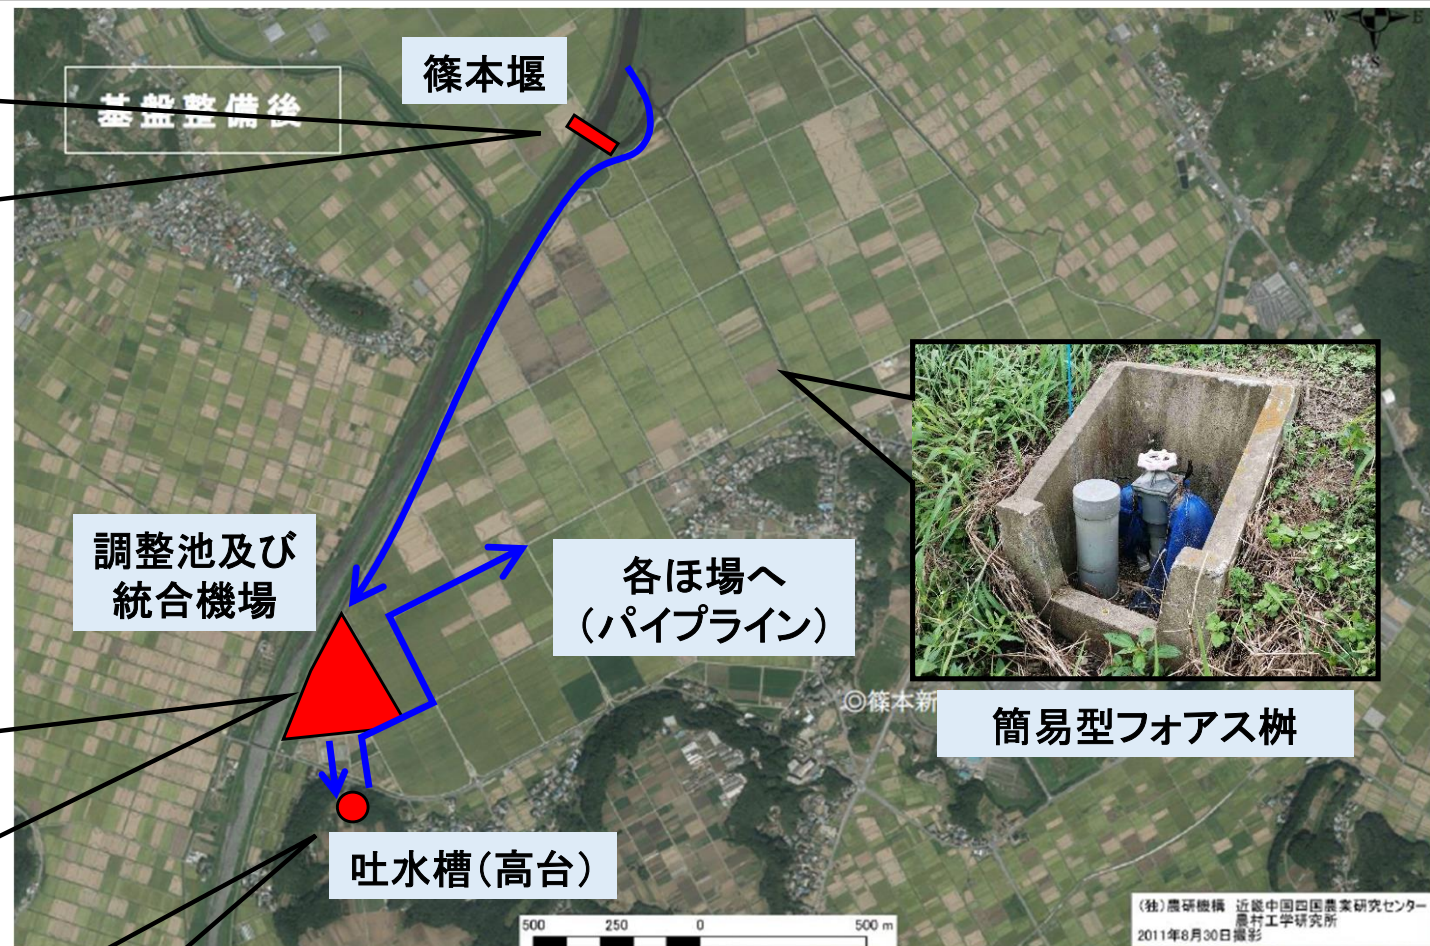 W E
S
篠本堰
基盤整備後
調整池及び
統合機場
各ほ場へ
（パイプライン）
◎篠本新
簡易型フォアス桝
吐水槽（高台）
500 250 0 500 m
（独）農研機構 近畿中国四国農業研究センター
農村工学研究所
2011年8月30日撮影